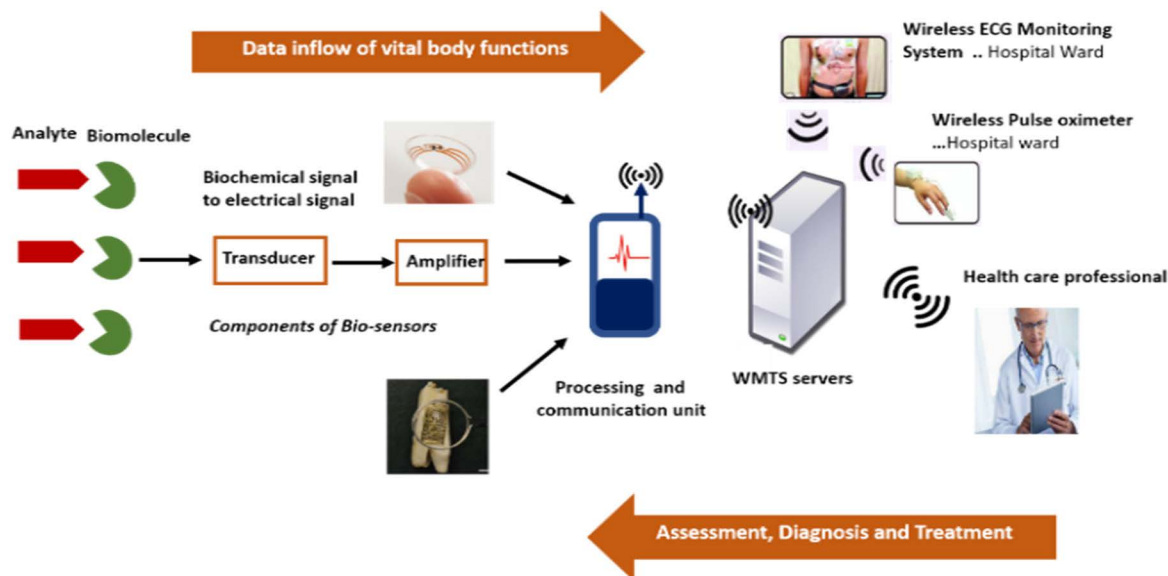 Data inflow of vital body functions
Wireless ECG Monitoring
System .. Hospital Ward
Wireless Pulse oximeter
...Hospital ward
Analyte Biomolecule
Biochemical signal
to electrical signal
Transducer
Amplifier
Components of Bio-sensors
Processing and
communication unit
WMTS servers
Health care professional
Assessment, Diagnosis and Treatment